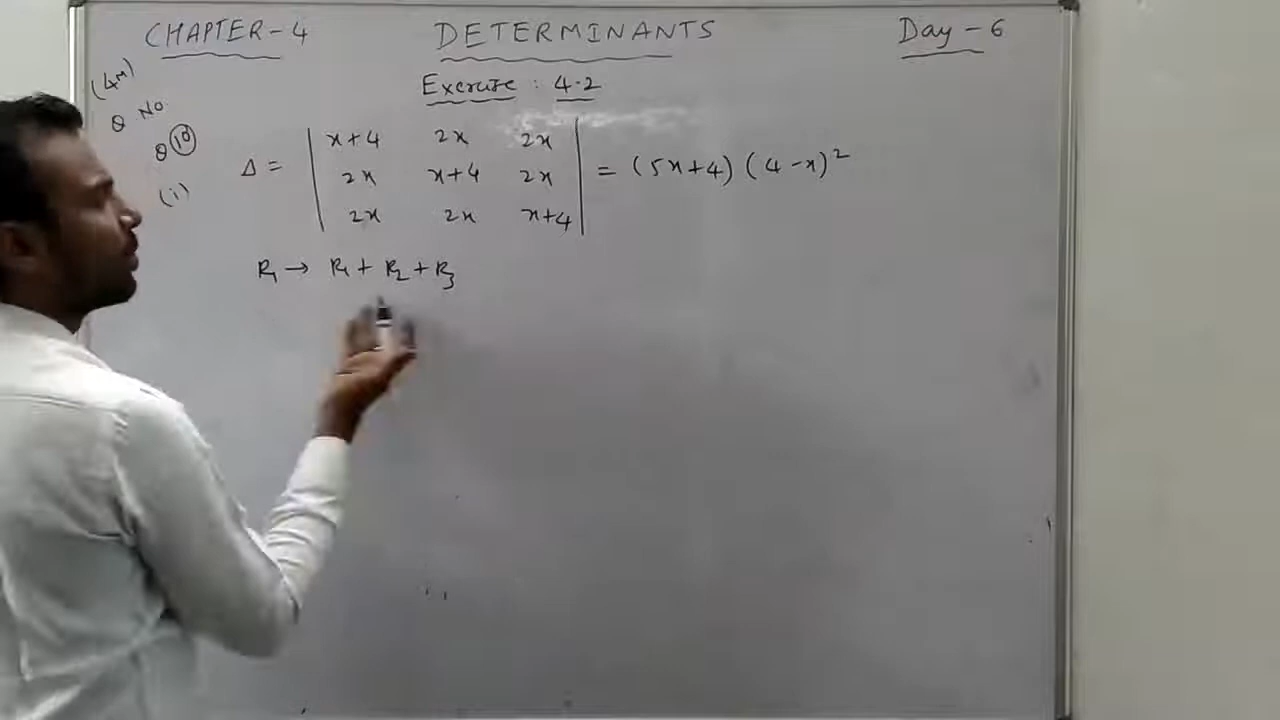 CHAPTER-4 DETERMINANTS Day - 6
Exercise : 4.2
(4M)
Q No.
Q 10
(i)
Δ = | x+4 2x 2x | = (5x+4) (4-x)²
| 2x x+4 2x |
| 2x 2x x+4 |
R₁ → R₁ + R₂ + R₃